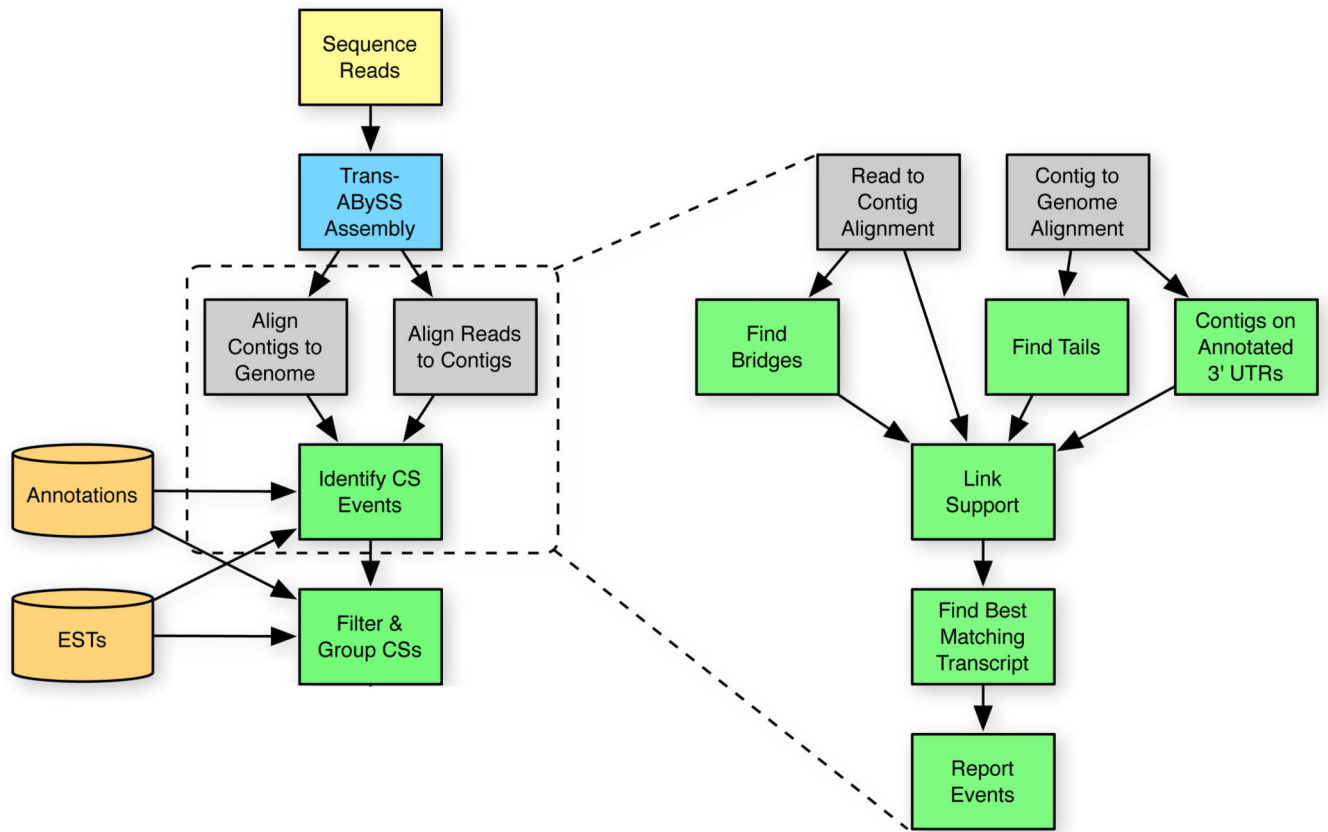 Sequence
Reads
Trans-
ABySS
Assembly
Align
Contigs to
Genome
Align Reads
to Contigs
Annotations
Identify CS
Events
ESTs
Filter &
Group CSs
Read to
Contig
Alignment
Contig to
Genome
Alignment
Find
Bridges
Find Tails
Contigs on
Annotated
3' UTRs
Link
Support
Find Best
Matching
Transcript
Report
Events